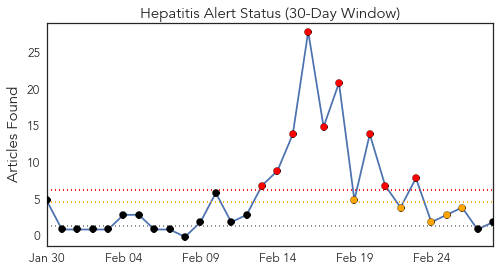 Hepatitis Alert Status (30-Day Window)
Articles Found
25
20
15
10
5
0
Jan 30 Feb 04 Feb 09 Feb 14 Feb 19 Feb 24